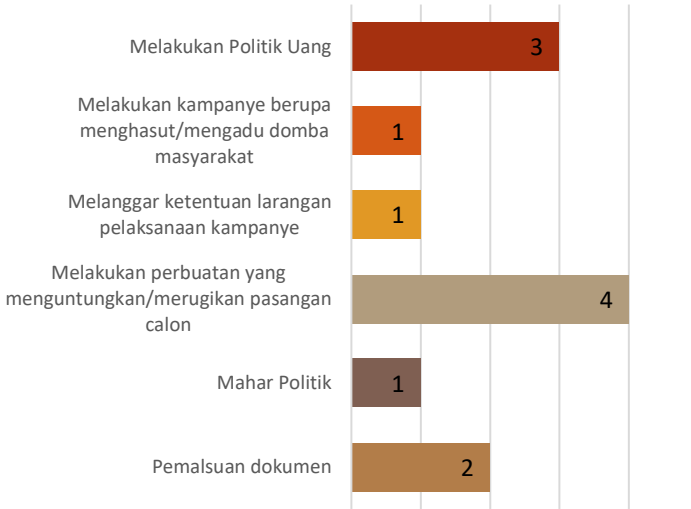 Melakukan Politik Uang
3
Melakukan kampanye berupa
menghasut/mengadu domba
masyarakat
1
Melanggar ketentuan larangan
pelaksanaan kampanye
1
Melakukan perbuatan yang
menguntungkan/merugikan pasangan
calon
4
Mahar Politik
1
Pemalsuan dokumen
2